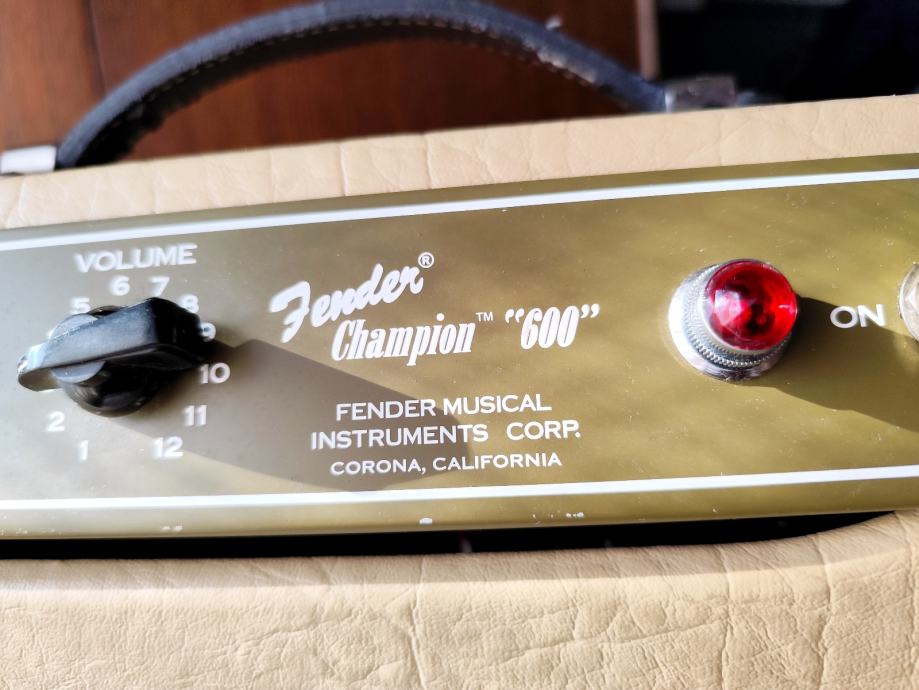 VOLUME
6 7
5 8
9
10
2 11
1 12
Fender®
Champion™ "600"
FENDER MUSICAL
INSTRUMENTS CORP.
CORONA, CALIFORNIA
ON